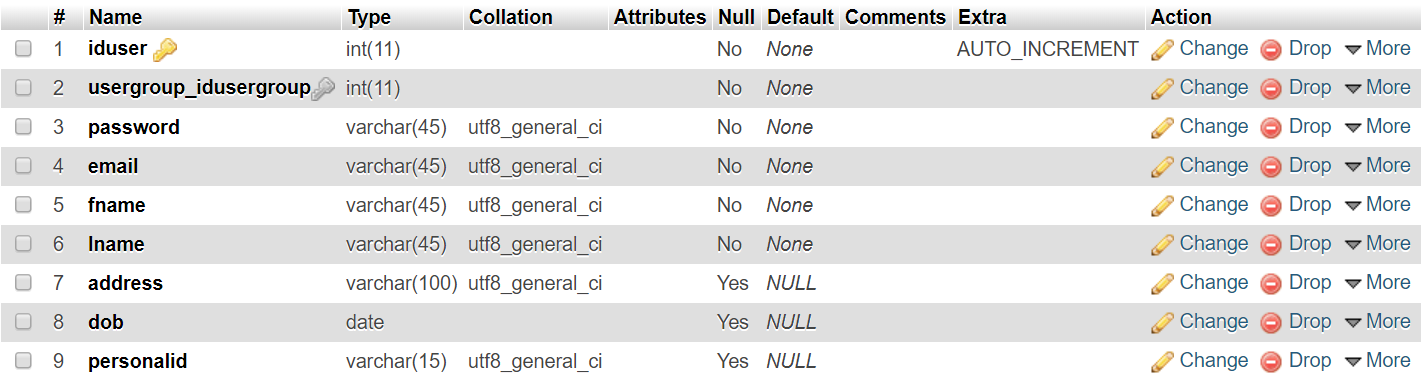 # Name Type Collation Attributes Null Default Comments Extra Action
1 iduser int(11) No None AUTO_INCREMENT Change Drop More
2 usergroup_idusergroup int(11) No None Change Drop More
3 password varchar(45) utf8_general_ci No None Change Drop More
4 email varchar(45) utf8_general_ci No None Change Drop More
5 fname varchar(45) utf8_general_ci No None Change Drop More
6 lname varchar(45) utf8_general_ci No None Change Drop More
7 address varchar(100) utf8_general_ci Yes NULL Change Drop More
8 dob date Yes NULL Change Drop More
9 personalid varchar(15) utf8_general_ci Yes NULL Change Drop More